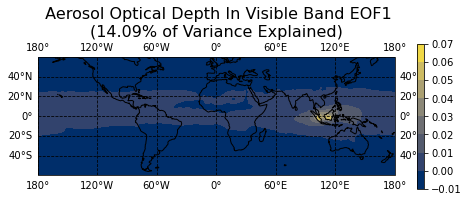 Aerosol Optical Depth In Visible Band EOF1
(14.09% of Variance Explained)
180° 120°W 60°W 0° 60°E 120°E 180°
40°N 40°N
20°N 20°N
0° 0°
20°S 20°S
40°S 40°S
180° 120°W 60°W 0° 60°E 120°E 180°
0.07
0.06
0.05
0.04
0.03
0.02
0.01
0.00
−0.01